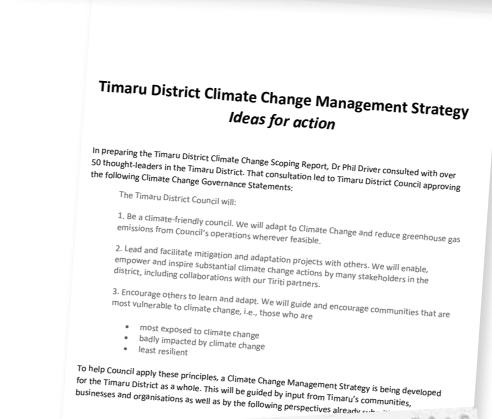 Timaru District Climate Change Management Strategy
Ideas for action
In preparing the Timaru District Climate Change Scoping Report, Dr Phil Driver consulted with over
50 thought-leaders in the Timaru District. That consultation led to Timaru District Council approving
the following Climate Change Governance Statements:
The Timaru District Council will:
1. Be a climate-friendly council. We will adapt to Climate Change and reduce greenhouse gas
emissions from Council's operations wherever feasible.
2. Lead and facilitate mitigation and adaptation projects with others. We will enable,
empower and inspire substantial climate change actions by many stakeholders in the
district, including collaborations with our Tiriti partners.
3. Encourage others to learn and adapt. We will guide and encourage communities that are
most vulnerable to climate change, i.e., those who are
• most exposed to climate change
• badly impacted by climate change
• least resilient
To help Council apply these principles, a Climate Change Management Strategy is being developed
for the Timaru District as a whole. This will be guided by input from Timaru's communities,
businesses and organisations as well as by the following perspectives already